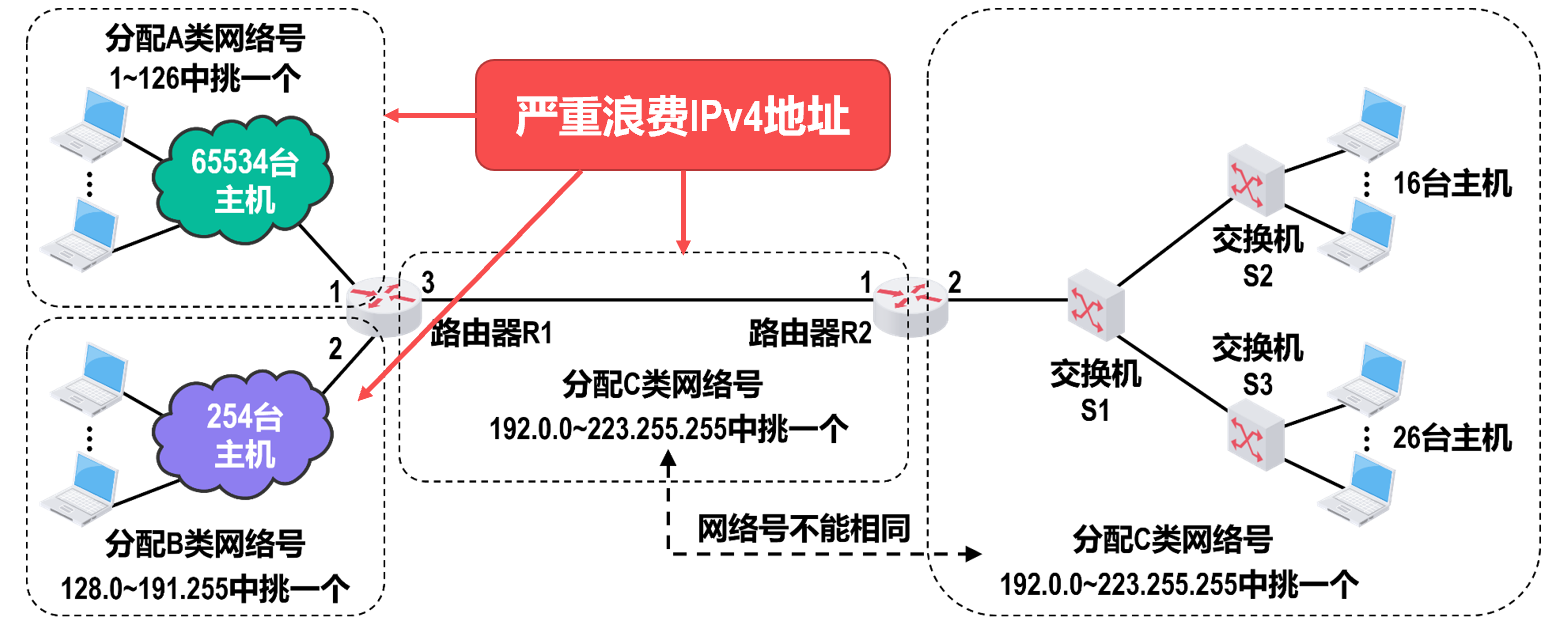 分配A类网络号
1~126中挑一个
65534台
主机
严重浪费IPv4地址
1
2
3
254台
主机
分配B类网络号
128.0~191.255中挑一个
路由器R1
1
2
路由器R2
分配C类网络号
192.0.0~223.255.255中挑一个
网络号不能相同
交换机
S1
交换机
S2
16台主机
交换机
S3
26台主机
分配C类网络号
192.0.0~223.255.255中挑一个